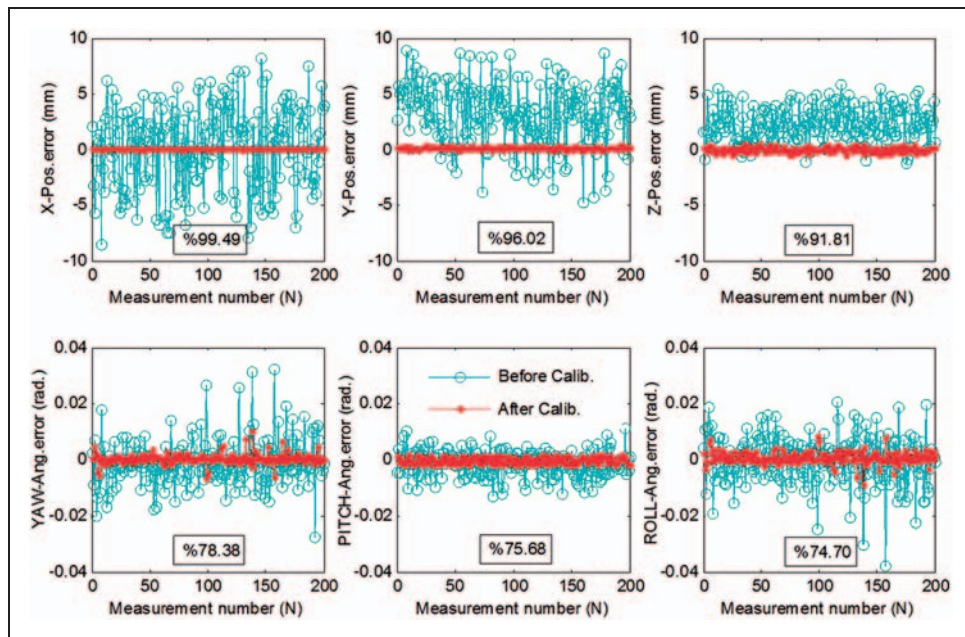 10
5
0
-5
-10
X-Pos.error (mm)
%99.49
0 50 100 150 200
Measurement number (N)
10
5
0
-5
-10
Y-Pos.error (mm)
%96.02
0 50 100 150 200
Measurement number (N)
10
5
0
-5
-10
Z-Pos.error (mm)
%91.81
0 50 100 150 200
Measurement number (N)
0.04
0.02
0
-0.02
-0.04
YAW-Ang.error (rad.)
%78.38
0 50 100 150 200
Measurement number (N)
0.04
0.02
0
-0.02
-0.04
PITCH-Ang.error (rad.)
Before Calib.
After Calib.
%75.68
0 50 100 150 200
Measurement number (N)
0.04
0.02
0
-0.02
-0.04
ROLL-Ang.error (rad.)
%74.70
0 50 100 150 200
Measurement number (N)